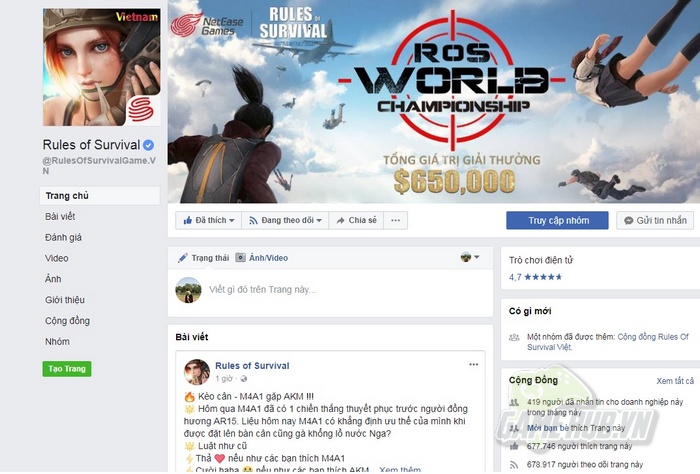 Vietnam
NetEase Games
RULES OF SURVIVAL
RoS WORLD CHAMPIONSHIP
TỔNG GIÁ TRỊ GIẢI THƯỞNG
$650,000
Rules of Survival
@RulesOfSurvivalGame.VN
Trang chủ
Bài viết
Đánh giá
Video
Ảnh
Giới thiệu
Cộng đồng
Nhóm
Tạo Trang
Đã thích
Đang theo dõi
Chia sẻ
Truy cập nhóm
Gửi tin nhắn
Trạng thái
Ảnh/Video
Viết gì đó trên Trang này...
Bài viết
Rules of Survival
1 giờ
Kèo cân - M4A1 gặp AKM !!!
Hôm qua M4A1 đã có 1 chiến thắng thuyết phục trước người đồng
hương AR15. Liệu hôm nay M4A1 có khẳng định ưu thế của mình khi
được đặt lên bàn cân cùng gã khổng lồ nước Nga?
Luật như cũ
Thả ❤ nếu như các bạn thích M4A1
Cười haha 😆 nếu như các bạn thích AKM... Xem thêm
Trò chơi điện tử
4,7 ★★★★★
Có gì mới
Một nhóm đã được thêm: Cộng đồng Rules Of
Survival Việt.
Cộng Đồng
Xem tất cả
419 người đã nhắn tin cho doanh nghiệp này
trong tháng này
Mời bạn bè thích Trang này
677.746 người thích trang này
678.917 người theo dõi trang này
GAMEHUB.VN